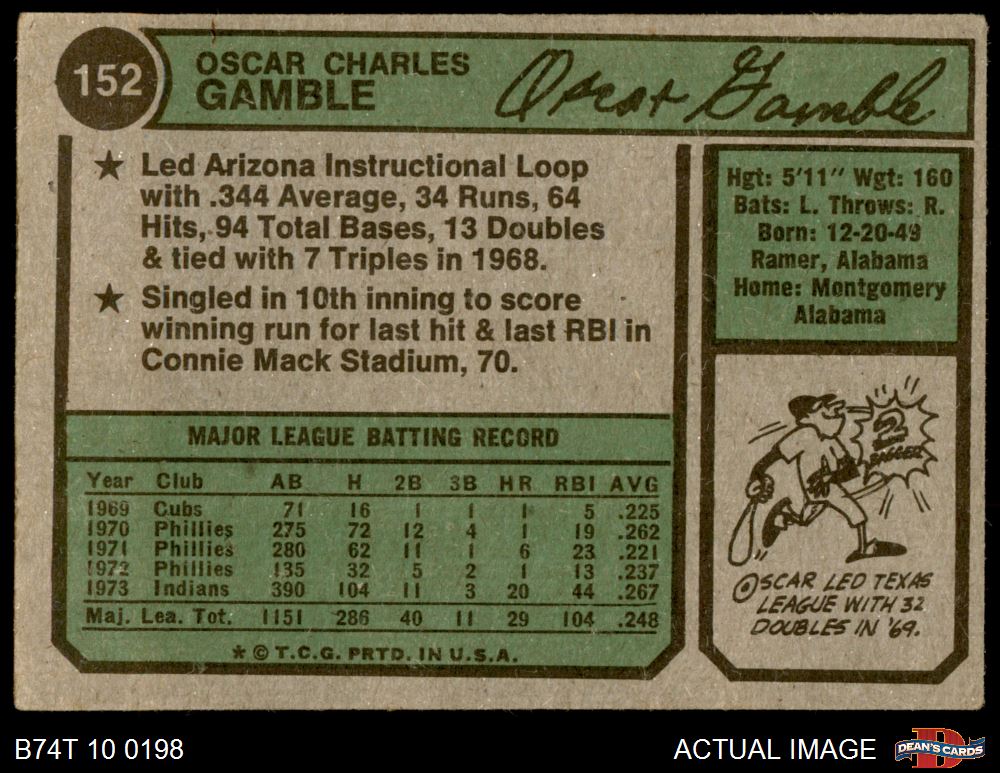 152
OSCAR CHARLES
GAMBLE
Oscar Gamble
★ Led Arizona Instructional Loop
with .344 Average, 34 Runs, 64
Hits, 94 Total Bases, 13 Doubles
& tied with 7 Triples in 1968.
★ Singled in 10th inning to score
winning run for last hit & last RBI in
Connie Mack Stadium, 70.
Hgt: 5'11" Wgt: 160
Bats: L. Throws: R.
Born: 12-20-49
Ramer, Alabama
Home: Montgomery
Alabama
MAJOR LEAGUE BATTING RECORD
Year Club AB H 2B 3B HR RBI AVG
1969 Cubs 71 16 1 1 1 5 .225
1970 Phillies 275 72 12 4 1 19 .262
1971 Phillies 280 62 11 1 6 23 .221
1972 Phillies 135 32 5 2 1 13 .237
1973 Indians 390 104 11 3 20 44 .267
Maj. Lea. Tot. 1151 286 40 11 29 104 .248
* © T.C.G. PRTD. IN U.S.A.
2
BAGGER
OSCAR LED TEXAS
LEAGUE WITH 32
DOUBLES IN '69.
B74T 10 0198
ACTUAL IMAGE
D
DEAN'S CARDS